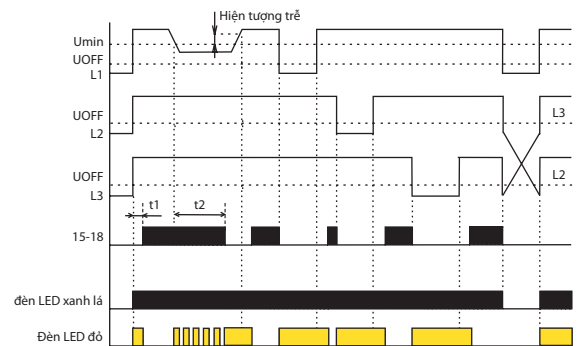 Hiện tượng trễ
Umin
UOFF
L1
UOFF
L2
L3
UOFF
L3
L2
t1
t2
15-18
đèn LED xanh lá
Đèn LED đỏ